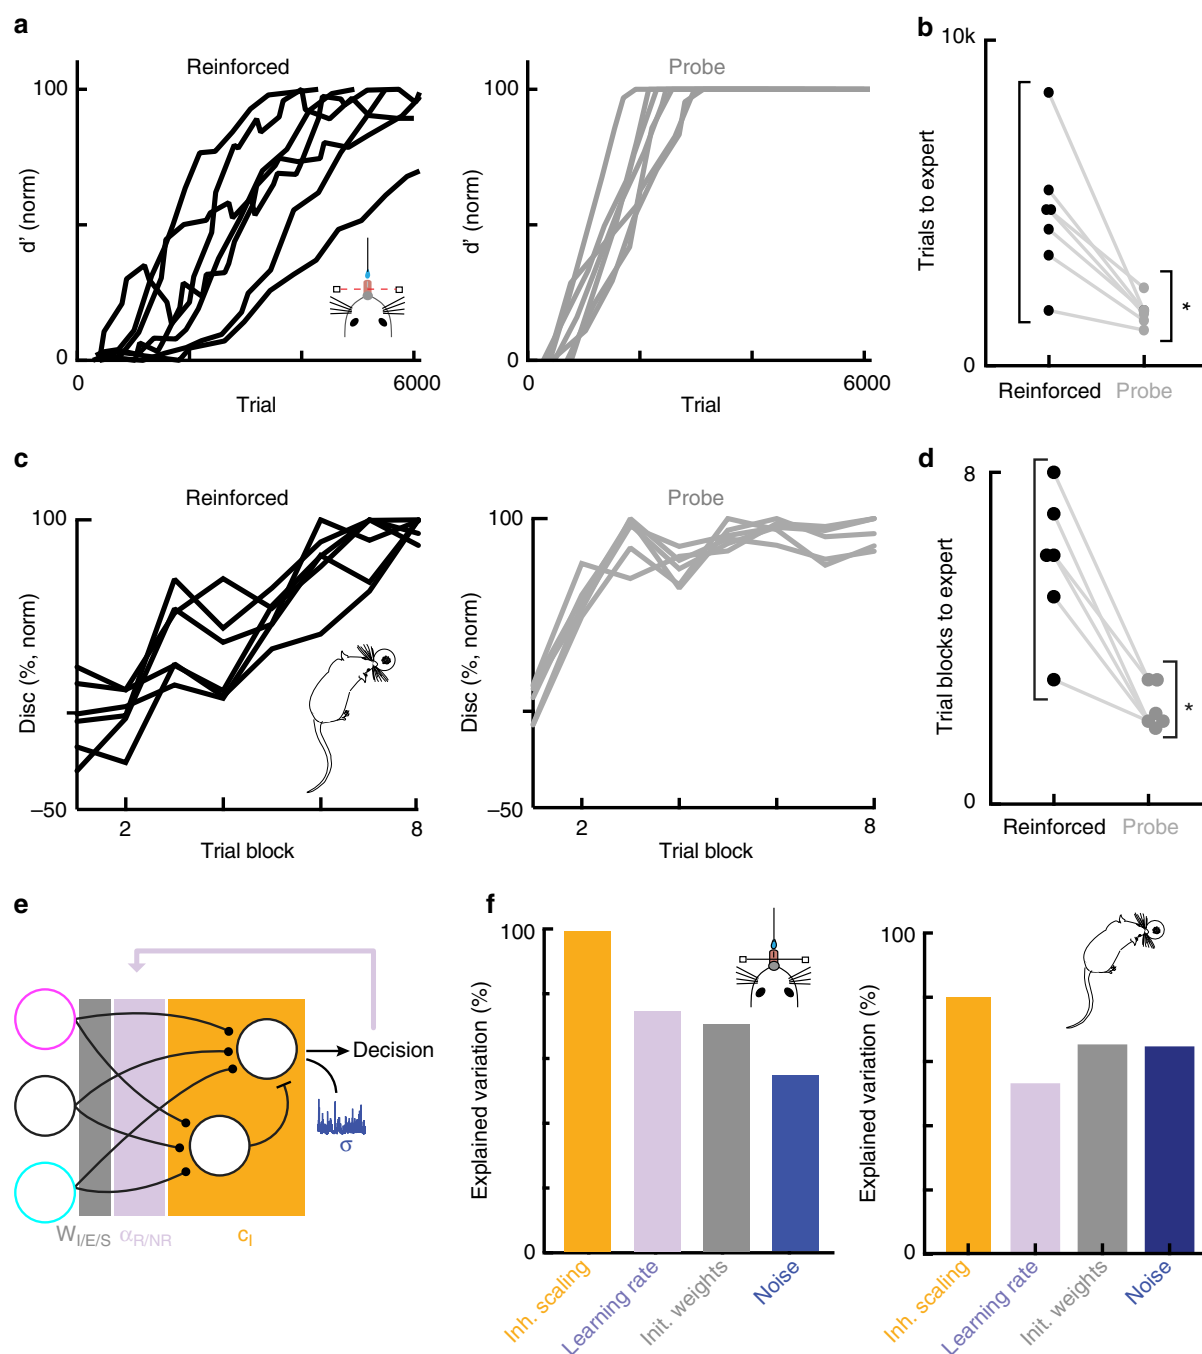 a
Reinforced
Probe
100
0
d' (norm)
0
6000
Trial
100
0
d' (norm)
0
6000
Trial
b
10k
0
Trials to expert
Reinforced
Probe
*
c
Reinforced
Probe
100
–50
Disc (%, norm)
2
8
Trial block
100
–50
Disc (%, norm)
2
8
Trial block
d
8
0
Trial blocks to expert
Reinforced
Probe
*
e
Decision
σ
WI/E/S
αR/NR
cI
f
100
0
Explained variation (%)
Inh. scaling
Learning rate
Init. weights
Noise
100
0
Explained variation (%)
Inh. scaling
Learning rate
Init. weights
Noise